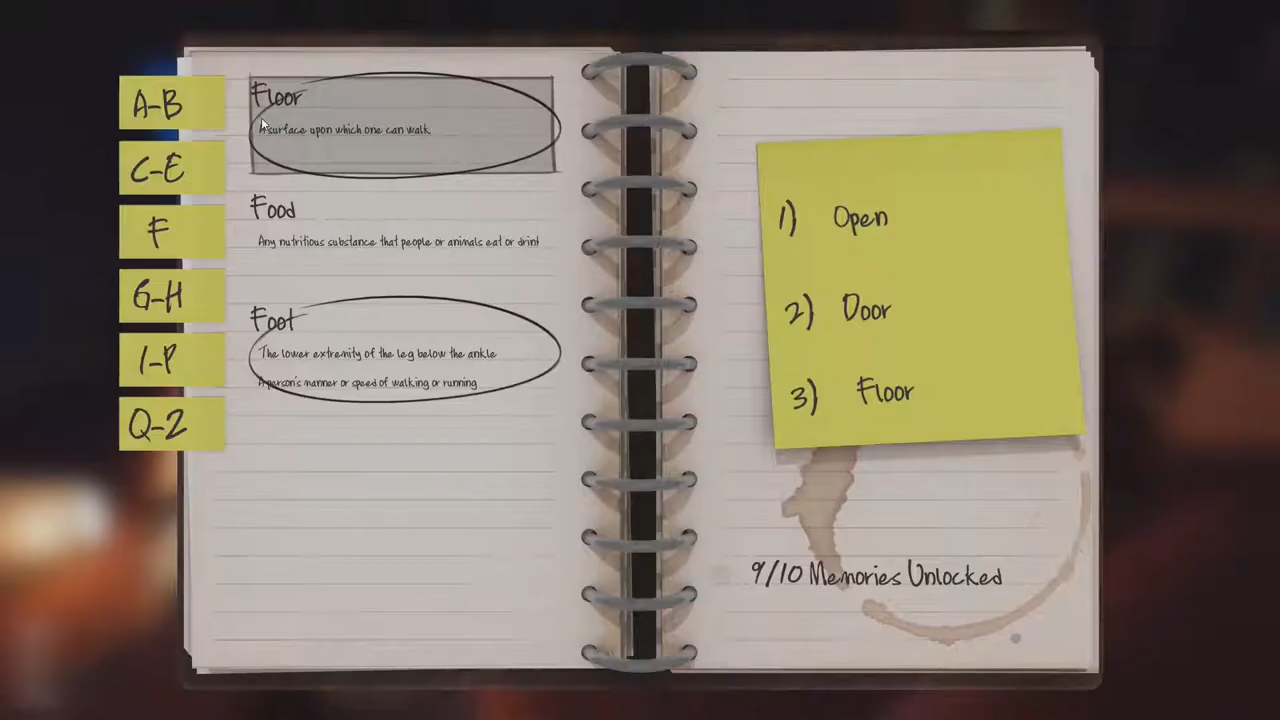 A-B
C-E
F
G-H
I-P
Q-Z
Floor
A surface upon which one can walk.
Food
Any nutritious substance that people or animals eat or drink
Foot
The lower extremity of the leg below the ankle
A person's manner or speed of walking or running
1) Open
2) Door
3) Floor
9/10 Memories Unlocked